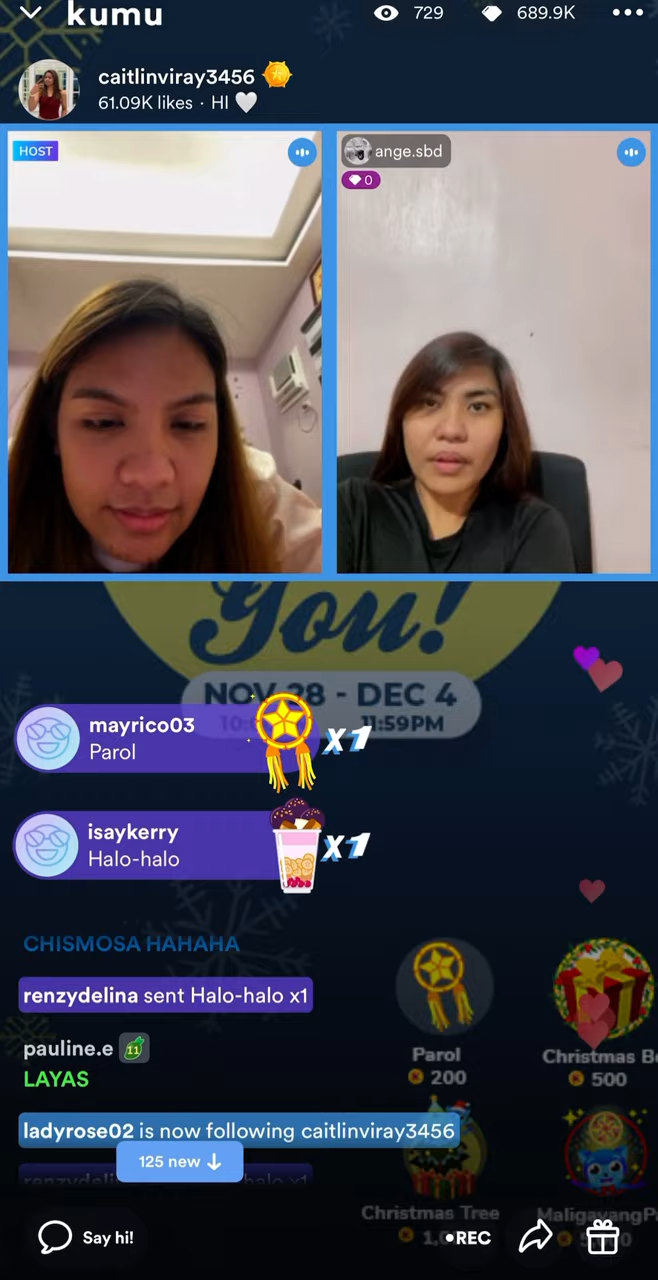 kumu
729
689.9K
caitlinviray3456
61.09K likes · HI 🤍
HOST
ange.sbd
0
You!
NOV 28 - DEC 4
11:59PM
mayrico03
Parol
X1
isaykerry
Halo-halo
X1
CHISMOSA HAHAHA
renzydelina sent Halo-halo x1
pauline.e 11
LAYAS
ladyrose02 is now following caitlinviray3456
125 new ↓
Parol
200
Christmas
500
Christmas Tree
Say hi!
REC